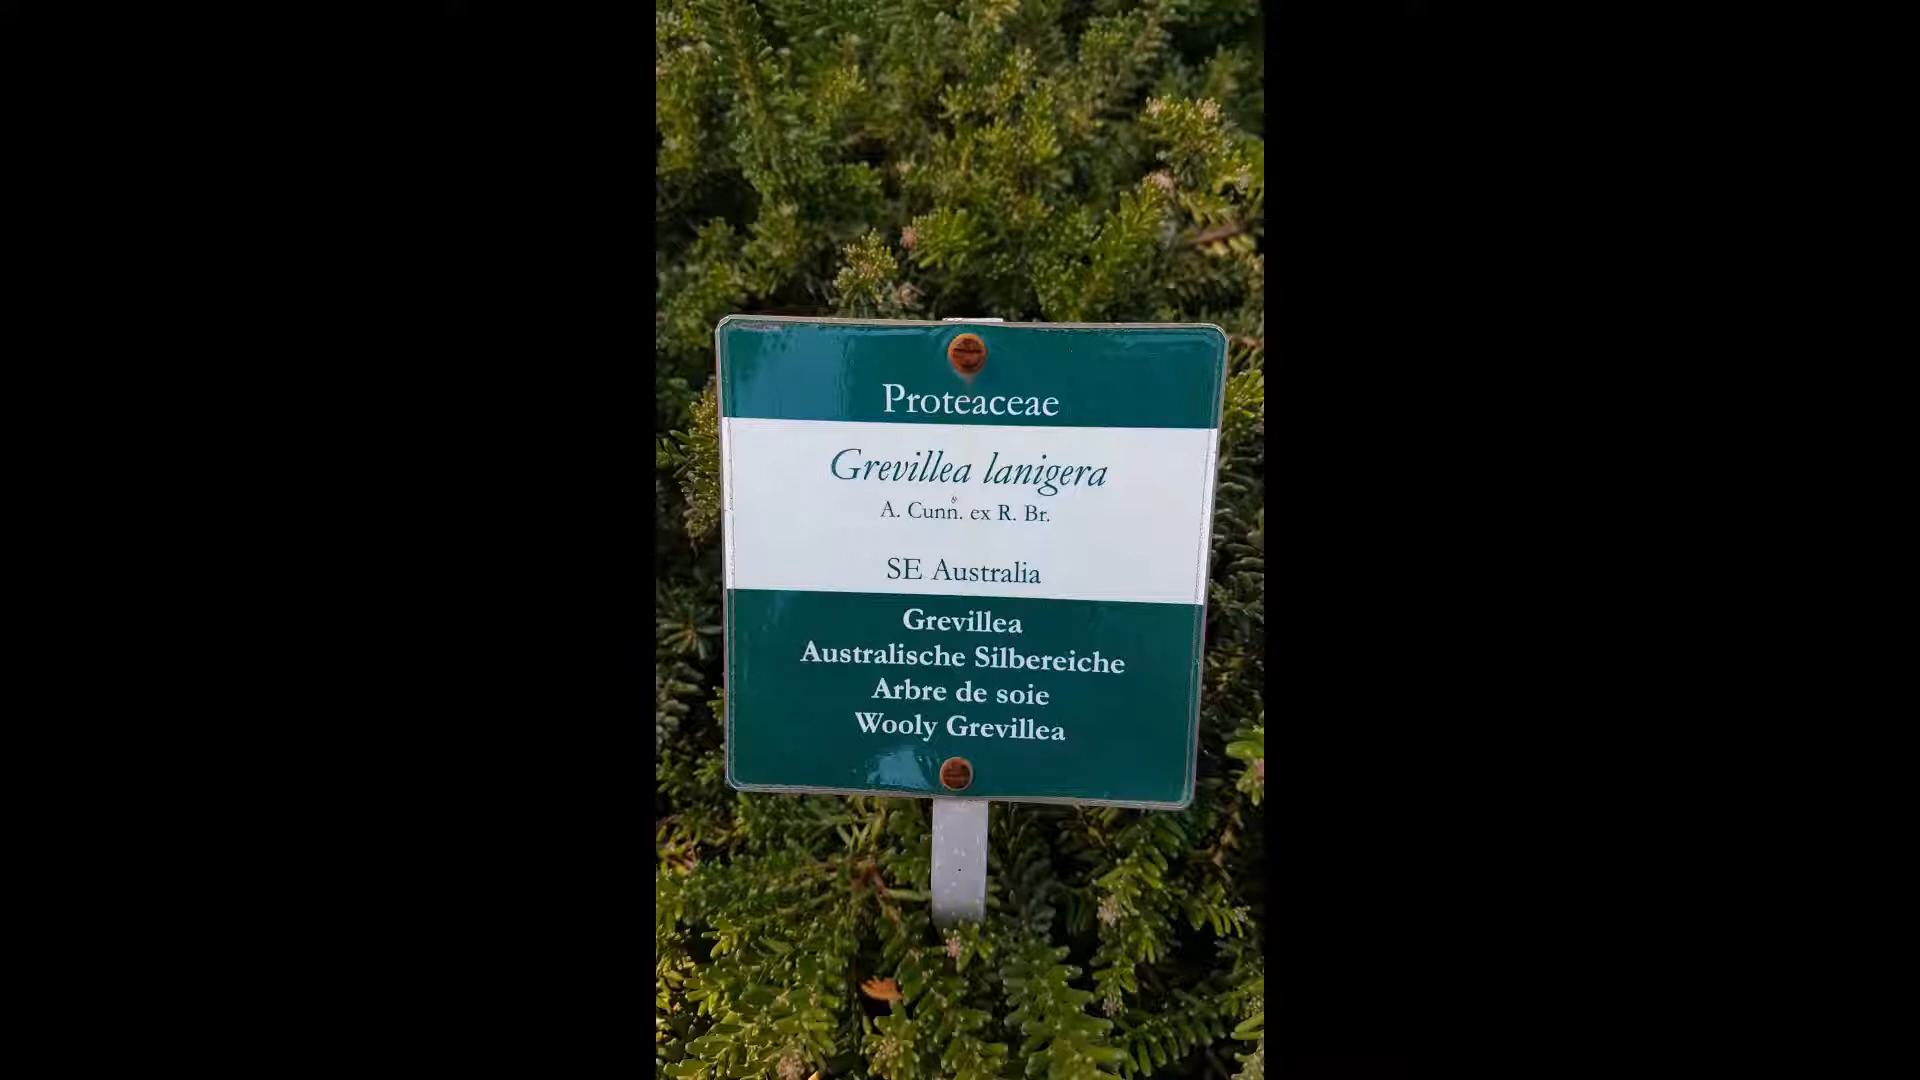 Proteaceae
Grevillea lanigera
A. Cunn. ex R. Br.
SE Australia
Grevillea
Australische Silbereiche
Arbre de soie
Wooly Grevillea